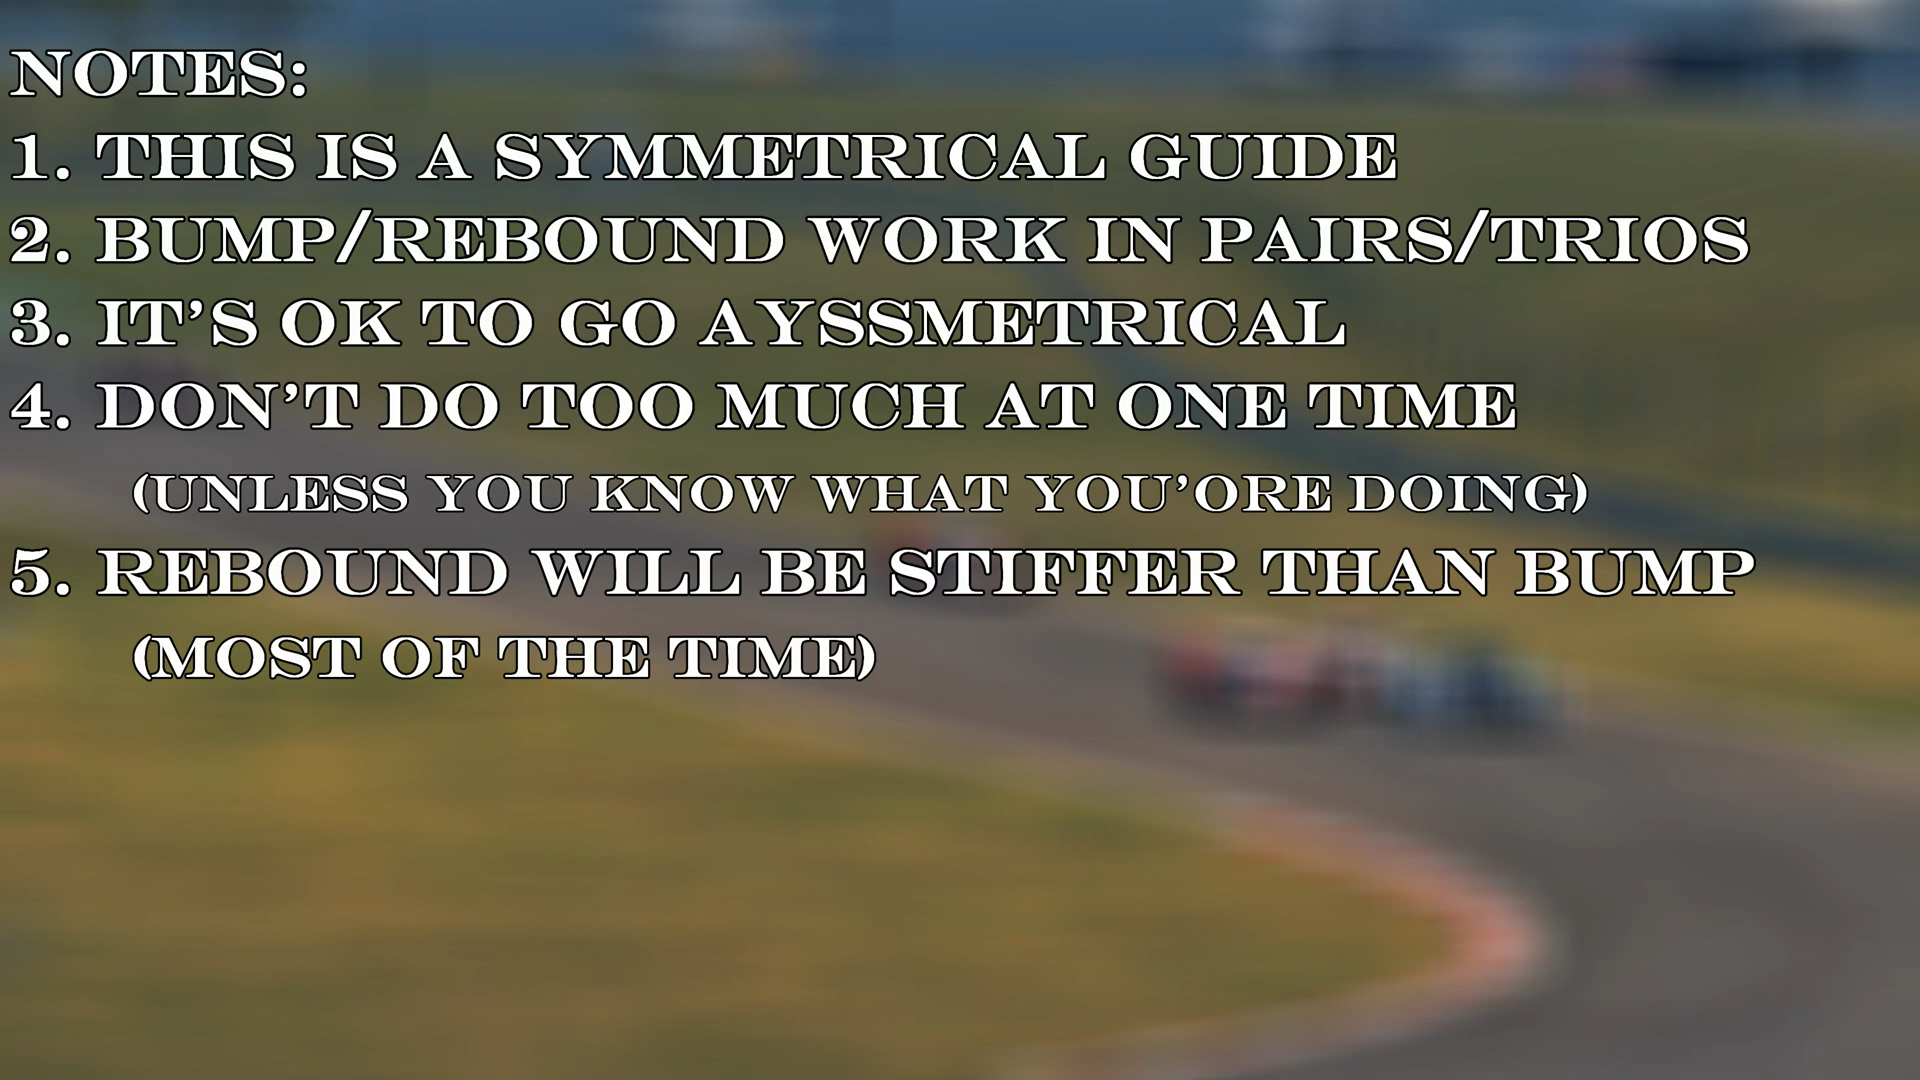 NOTES:
1. THIS IS A SYMMETRICAL GUIDE
2. BUMP/REBOUND WORK IN PAIRS/TRIOS
3. IT'S OK TO GO AYSSMETRICAL
4. DON'T DO TOO MUCH AT ONE TIME
(UNLESS YOU KNOW WHAT YOU'ORE DOING)
5. REBOUND WILL BE STIFFER THAN BUMP
(MOST OF THE TIME)